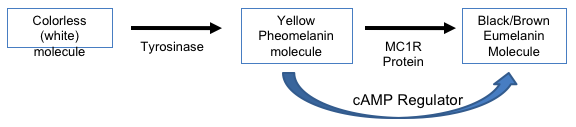 Colorless
(white)
molecule
Tyrosinase
Yellow
Pheomelanin
molecule
MC1R
Protein
Black/Brown
Eumelanin
Molecule
cAMP Regulator